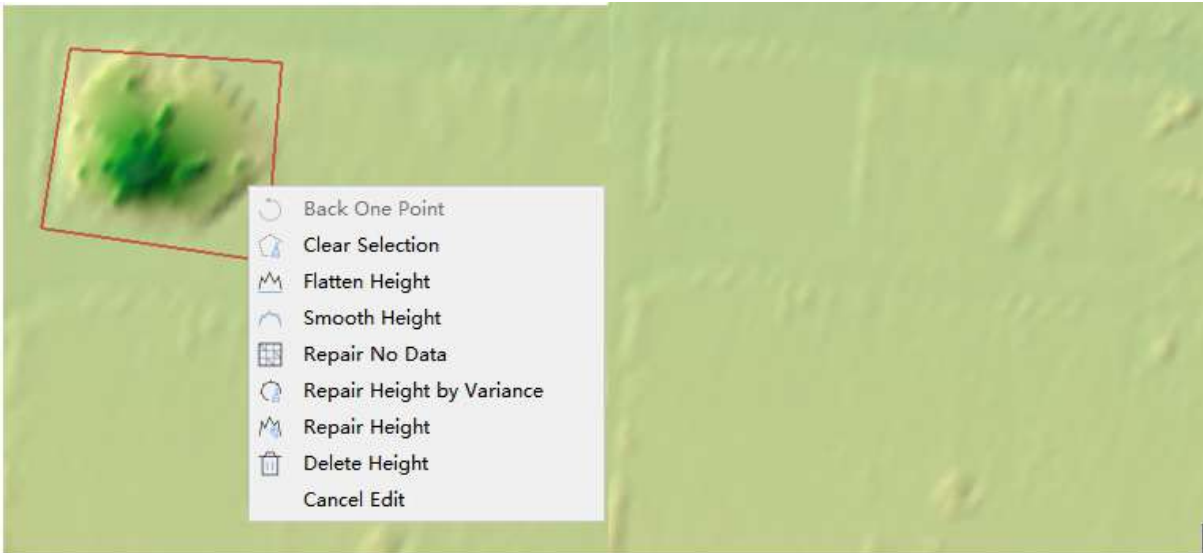 Back One Point
Clear Selection
Flatten Height
Smooth Height
Repair No Data
Repair Height by Variance
Repair Height
Delete Height
Cancel Edit